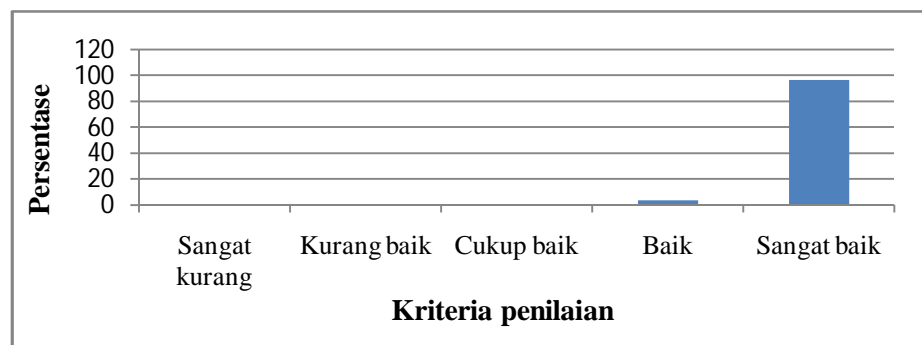 Persentase
120
100
80
60
40
20
0
Sangat
kurang
Kurang baik
Cukup baik
Baik
Sangat baik
Kriteria penilaian